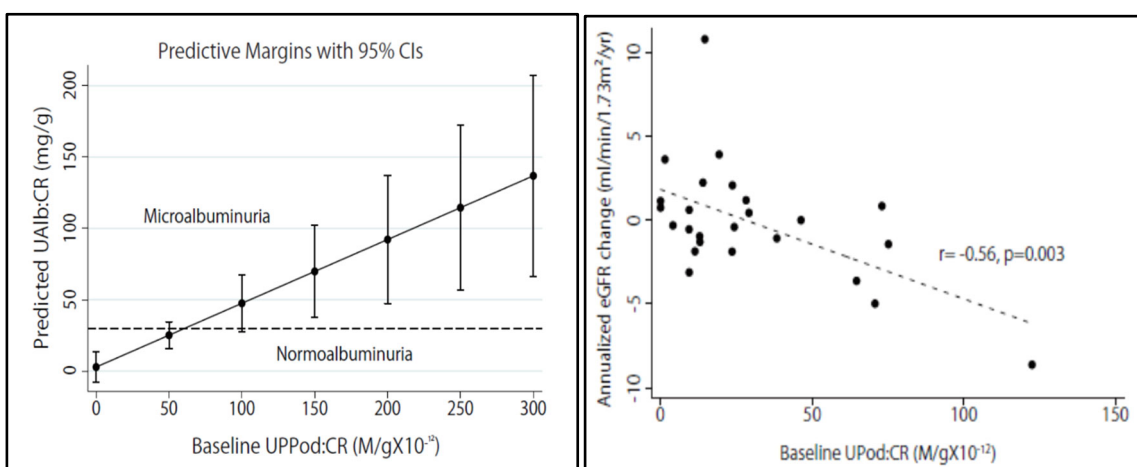 Predictive Margins with 95% CIs
Predicted UAlb:CR (mg/g)
200
150
100
50
0
Microalbuminuria
Normoalbuminuria
0 50 100 150 200 250 300
Baseline UPPod:CR (M/gX10⁻¹²)
Annualized eGFR change (ml/min/1.73m²/yr)
10
5
0
-5
-10
r= -0.56, p=0.003
0 50 100 150
Baseline UPod:CR (M/gX10⁻¹²)